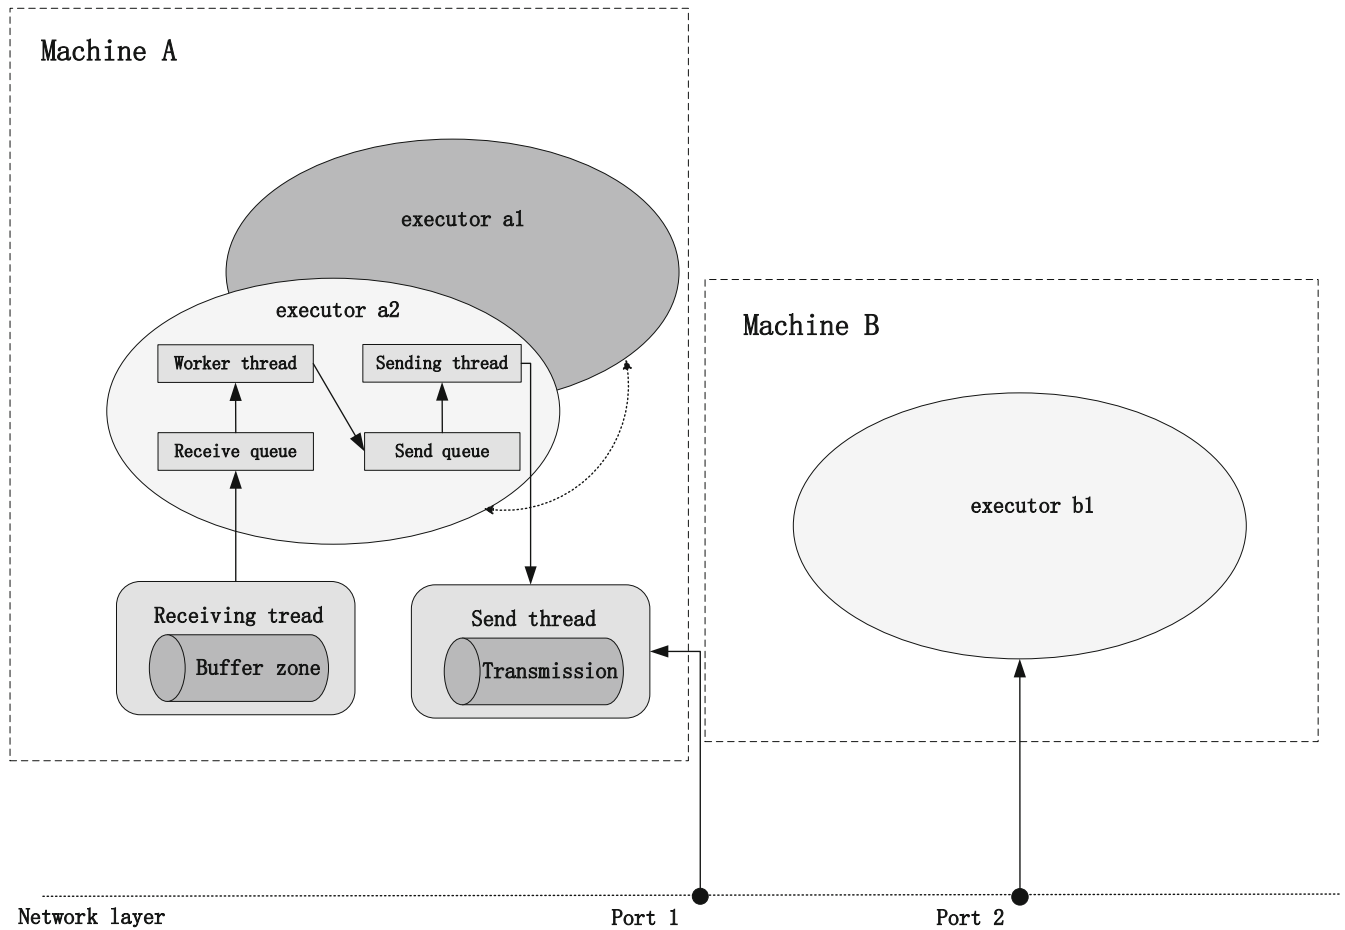 Machine A
executor a1
executor a2
Worker thread
Sending thread
Receive queue
Send queue
Receiving tread
Buffer zone
Send thread
Transmission
Machine B
executor b1
Network layer
Port 1
Port 2